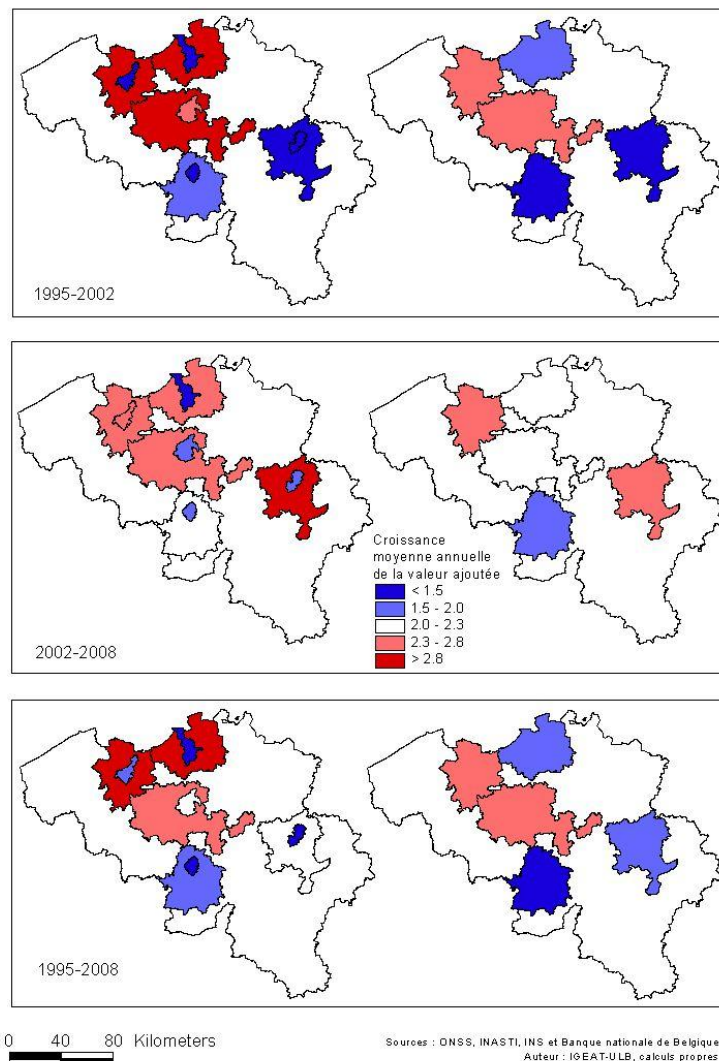 1995-2002
2002-2008
Croissance
moyenne annuelle
de la valeur ajoutée
< 1.5
1.5 - 2.0
2.0 - 2.3
2.3 - 2.8
> 2.8
1995-2008
0 40 80 Kilometers
Sources : ONSS, INASTI, INS et Banque nationale de Belgique
Auteur : IGEAT-ULB, calculs propres